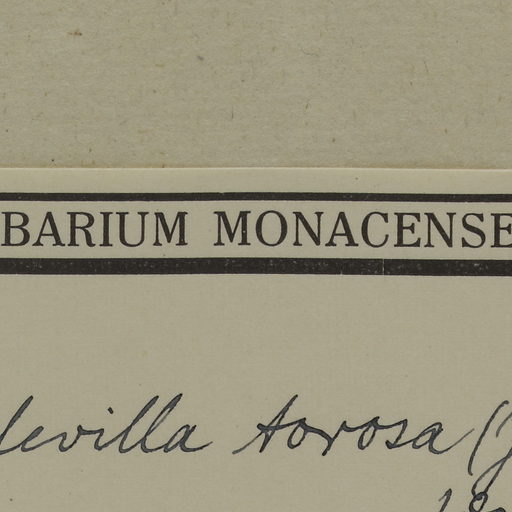 BARIUM MONACENSE
levilla torosa (J